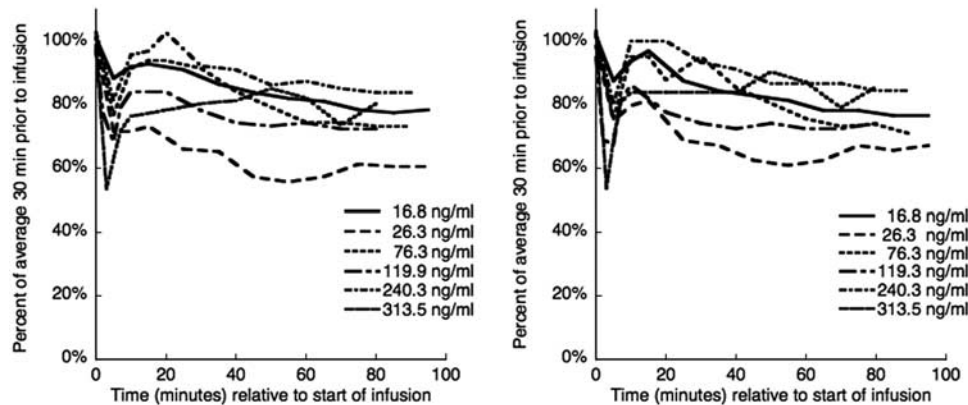 Percent of average 30 min prior to infusion
100%
80%
60%
40%
20%
0%
0
20
40
60
80
100
Time (minutes) relative to start of infusion
16.8 ng/ml
26.3 ng/ml
76.3 ng/ml
119.9 ng/ml
240.3 ng/ml
313.5 ng/ml
Percent of average 30 min prior to infusion
100%
80%
60%
40%
20%
0%
0
20
40
60
80
100
Time (minutes) relative to start of infusion
16.8 ng/ml
26.3 ng/ml
76.3 ng/ml
119.3 ng/ml
240.3 ng/ml
313.5 ng/ml